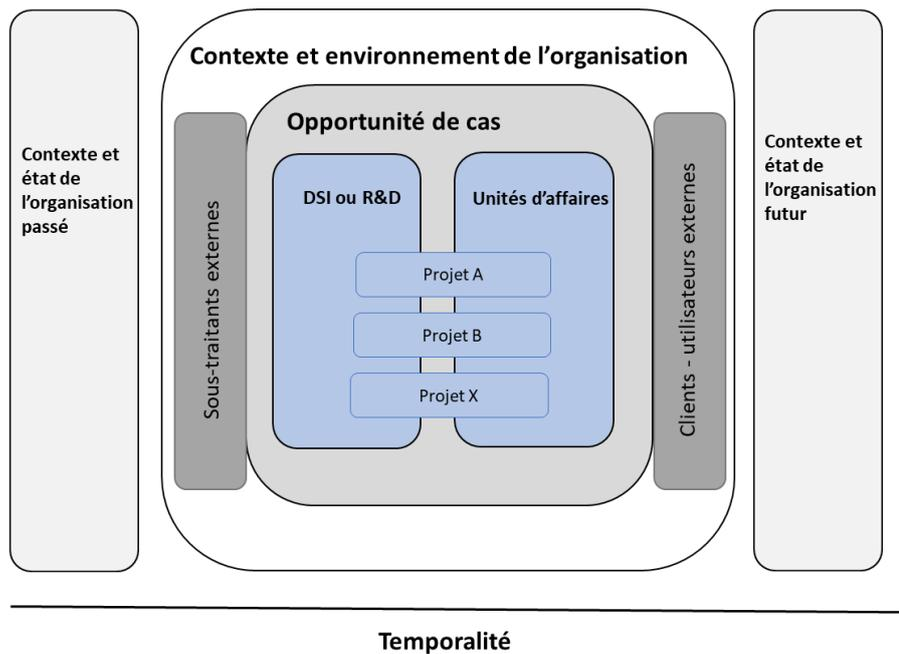 Contexte et environnement de l’organisation
Opportunité de cas
Contexte et
état de
l’organisation
passé
Sous-traitants externes
DSI ou R&D
Unités d’affaires
Projet A
Projet B
Projet X
Clients - utilisateurs externes
Contexte et
état de
l’organisation
futur
Temporalité